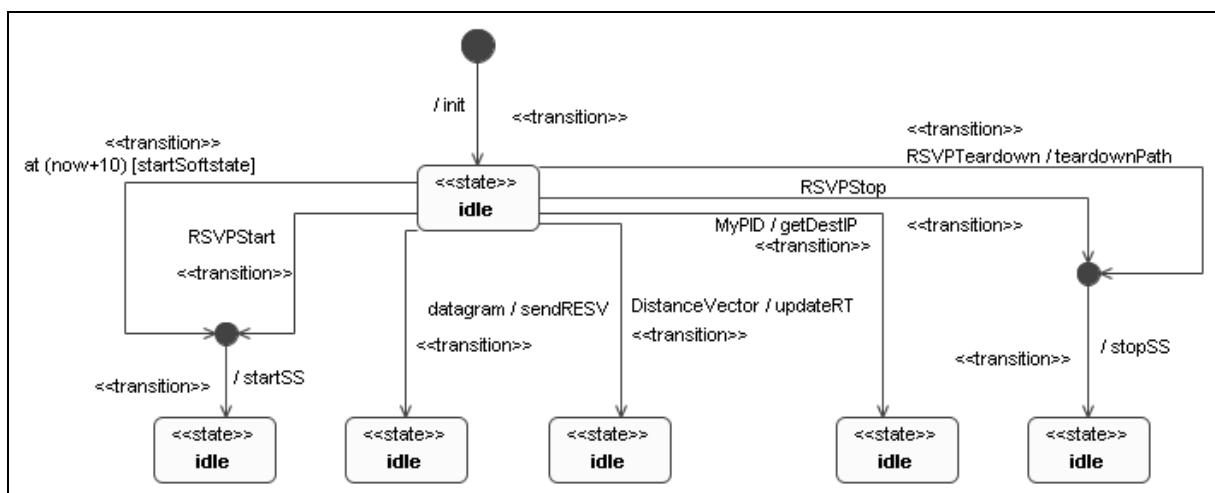 / init
<<transition>>
<<transition>>
at (now+10) [startSoftstate]
<<transition>>
RSVPTeardown / teardownPath
<<state>>
idle
RSVPStop
RSVPStart
<<transition>>
MyPID / getDestIP
<<transition>>
<<transition>>
datagram / sendRESV
<<transition>>
DistanceVector / updateRT
<<transition>>
<<transition>>
/ startSS
<<transition>>
/ stopSS
<<state>>
idle
<<state>>
idle
<<state>>
idle
<<state>>
idle
<<state>>
idle